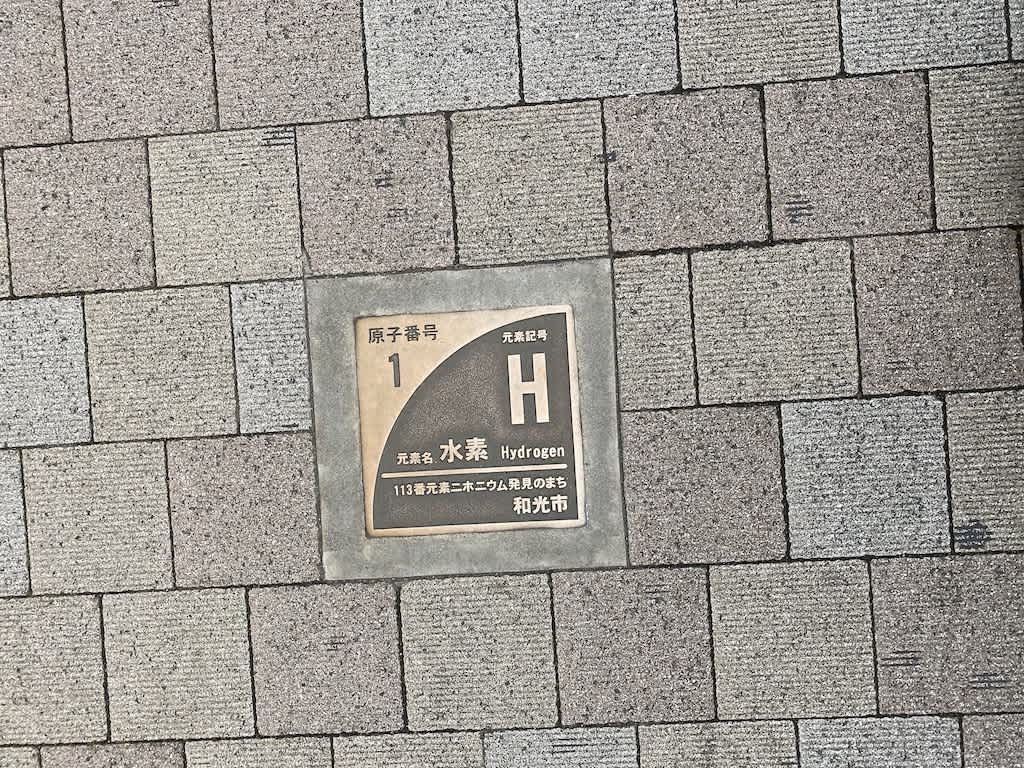 原子番号
1
元素記号
H
元素名 水素 Hydrogen
113番元素ニホニウム発見のまち
和光市